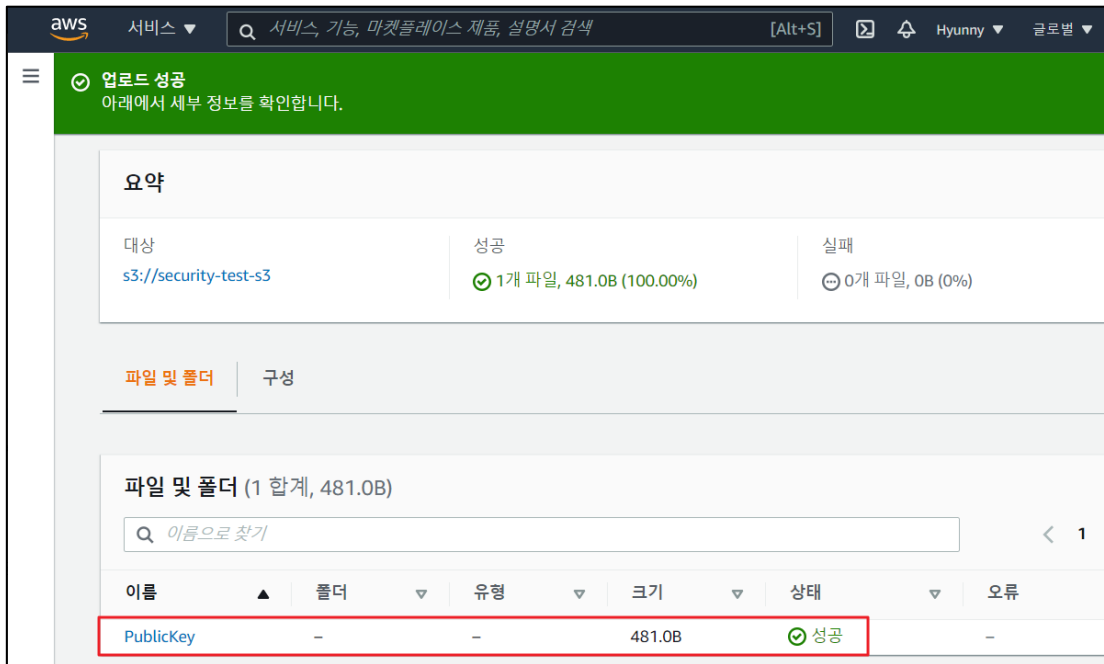 aws 서비스 ▼ 서비스, 기능, 마켓플레이스 제품, 설명서 검색 [Alt+S] Hyunny ▼ 글로벌 ▼
업로드 성공
아래에서 세부 정보를 확인합니다.
요약
대상 성공 실패
s3://security-test-s3 1개 파일, 481.0B (100.00%) 0개 파일, 0B (0%)
파일 및 폴더 구성
파일 및 폴더 (1 합계, 481.0B)
이름으로 찾기 < 1
이름 ▲ 폴더 ▽ 유형 ▽ 크기 ▽ 상태 ▽ 오류
PublicKey – – 481.0B 성공 –